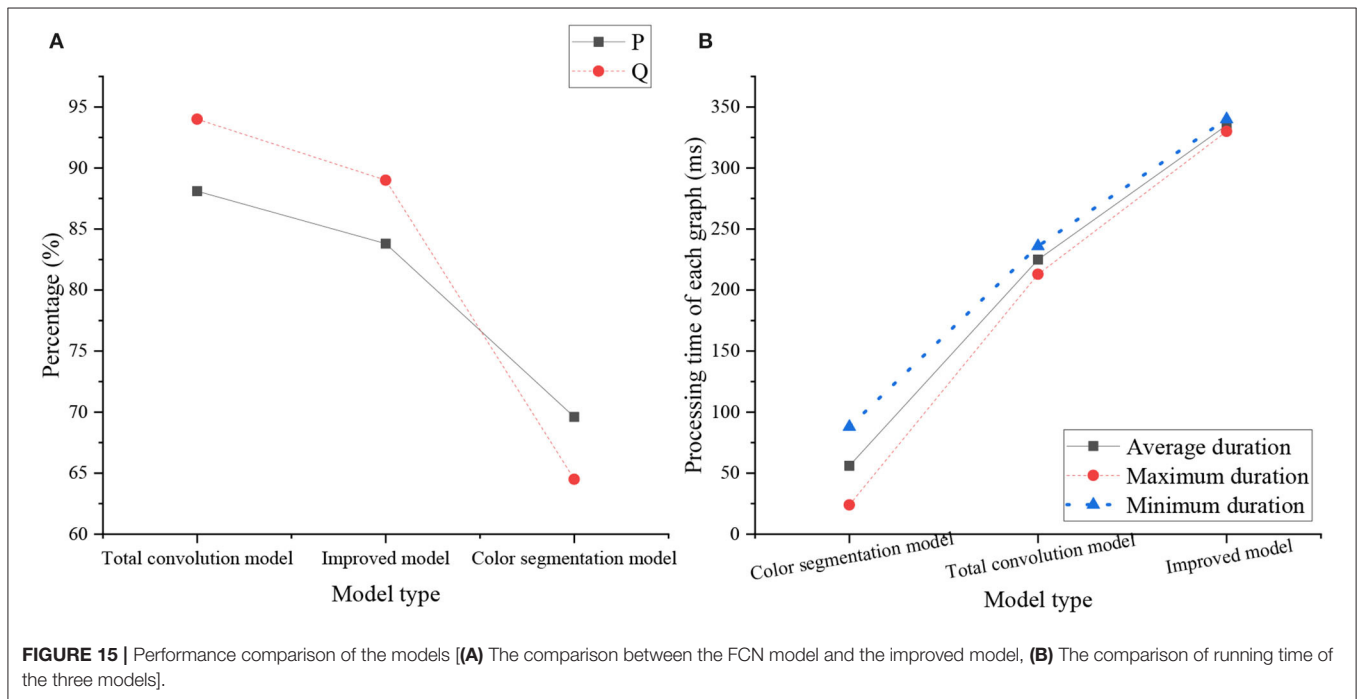 A
P
Q
95
90
85
80
75
70
65
60
Percentage (%)
Total convolution model
Improved model
Color segmentation model
Model type
B
350
300
250
200
150
100
50
0
Processing time of each graph (ms)
Average duration
Maximum duration
Minimum duration
Color segmentation model
Total convolution model
Improved model
Model type
FIGURE 15 | Performance comparison of the models [(A) The comparison between the FCN model and the improved model, (B) The comparison of running time of
the three models].